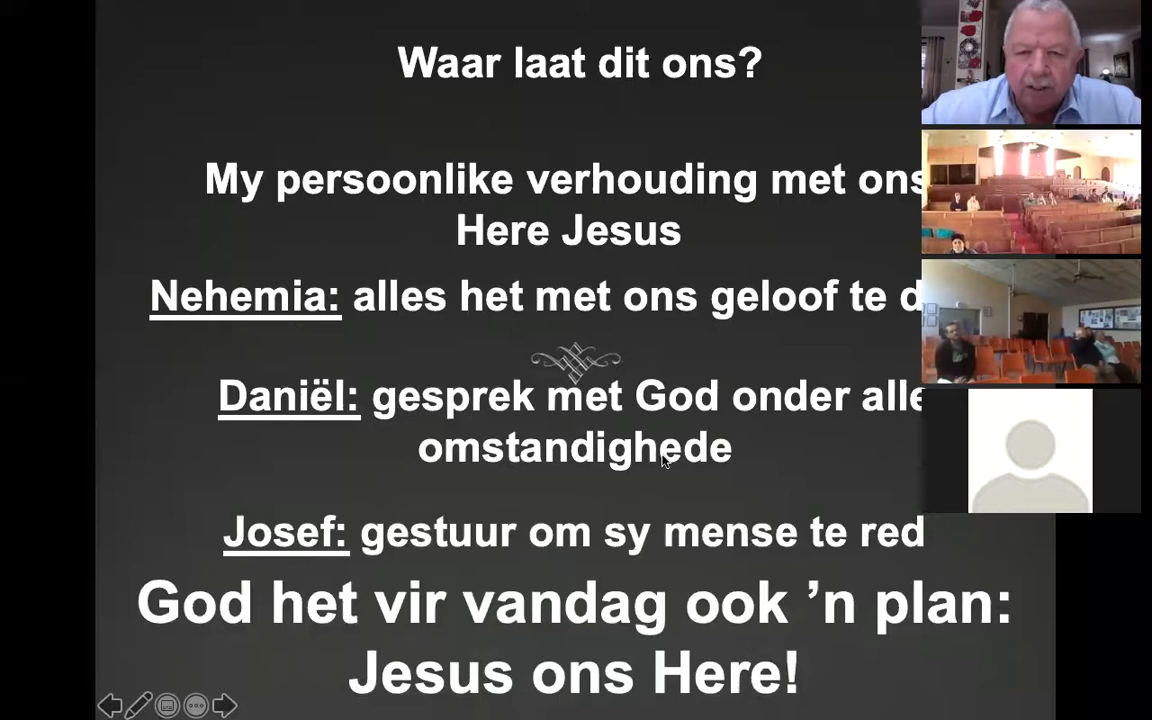 Waar laat dit ons?
My persoonlike verhouding met ons
Here Jesus
Nehemia: alles het met ons geloof te d
Daniël: gesprek met God onder alle
omstandighede
Josef: gestuur om sy mense te red
God het vir vandag ook ’n plan:
Jesus ons Here!